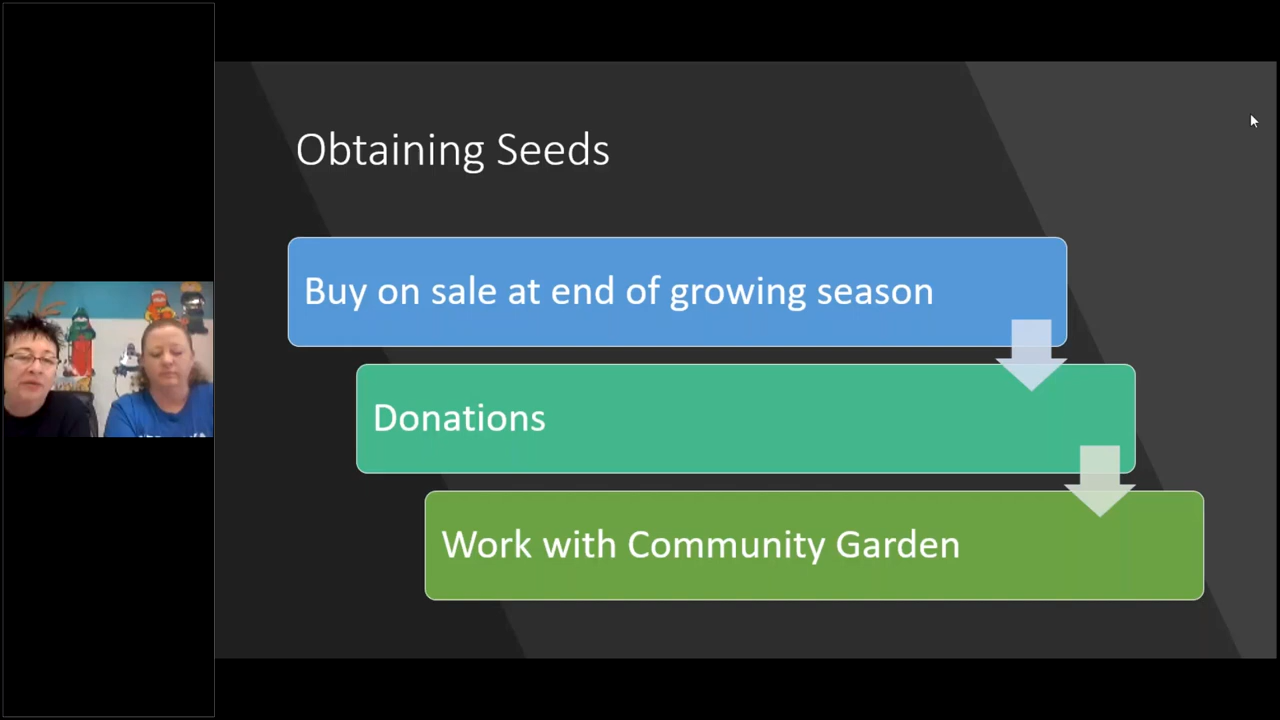 Obtaining Seeds
Buy on sale at end of growing season
Donations
Work with Community Garden